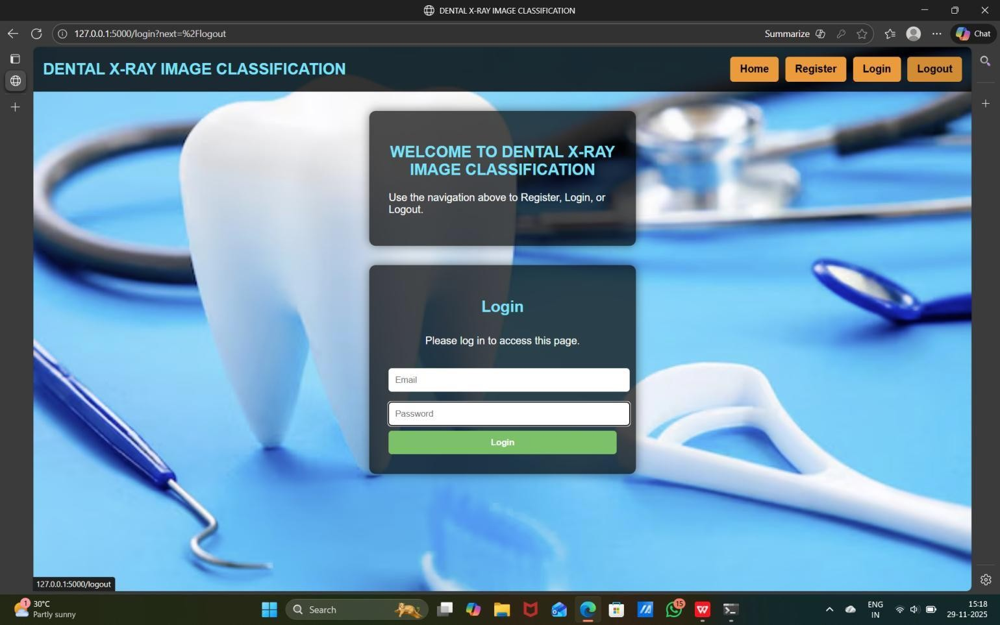 DENTAL X-RAY IMAGE CLASSIFICATION
127.0.0.1:5000/login?next=%2Flogout
Summarize
Chat
DENTAL X-RAY IMAGE CLASSIFICATION
Home
Register
Login
Logout
WELCOME TO DENTAL X-RAY
IMAGE CLASSIFICATION
Use the navigation above to Register, Login, or
Logout.
Login
Please log in to access this page.
Email
Password
Login
127.0.0.1:5000/logout
1
30°C
Partly sunny
Search
15
ENG
IN
15:18
29-11-2025